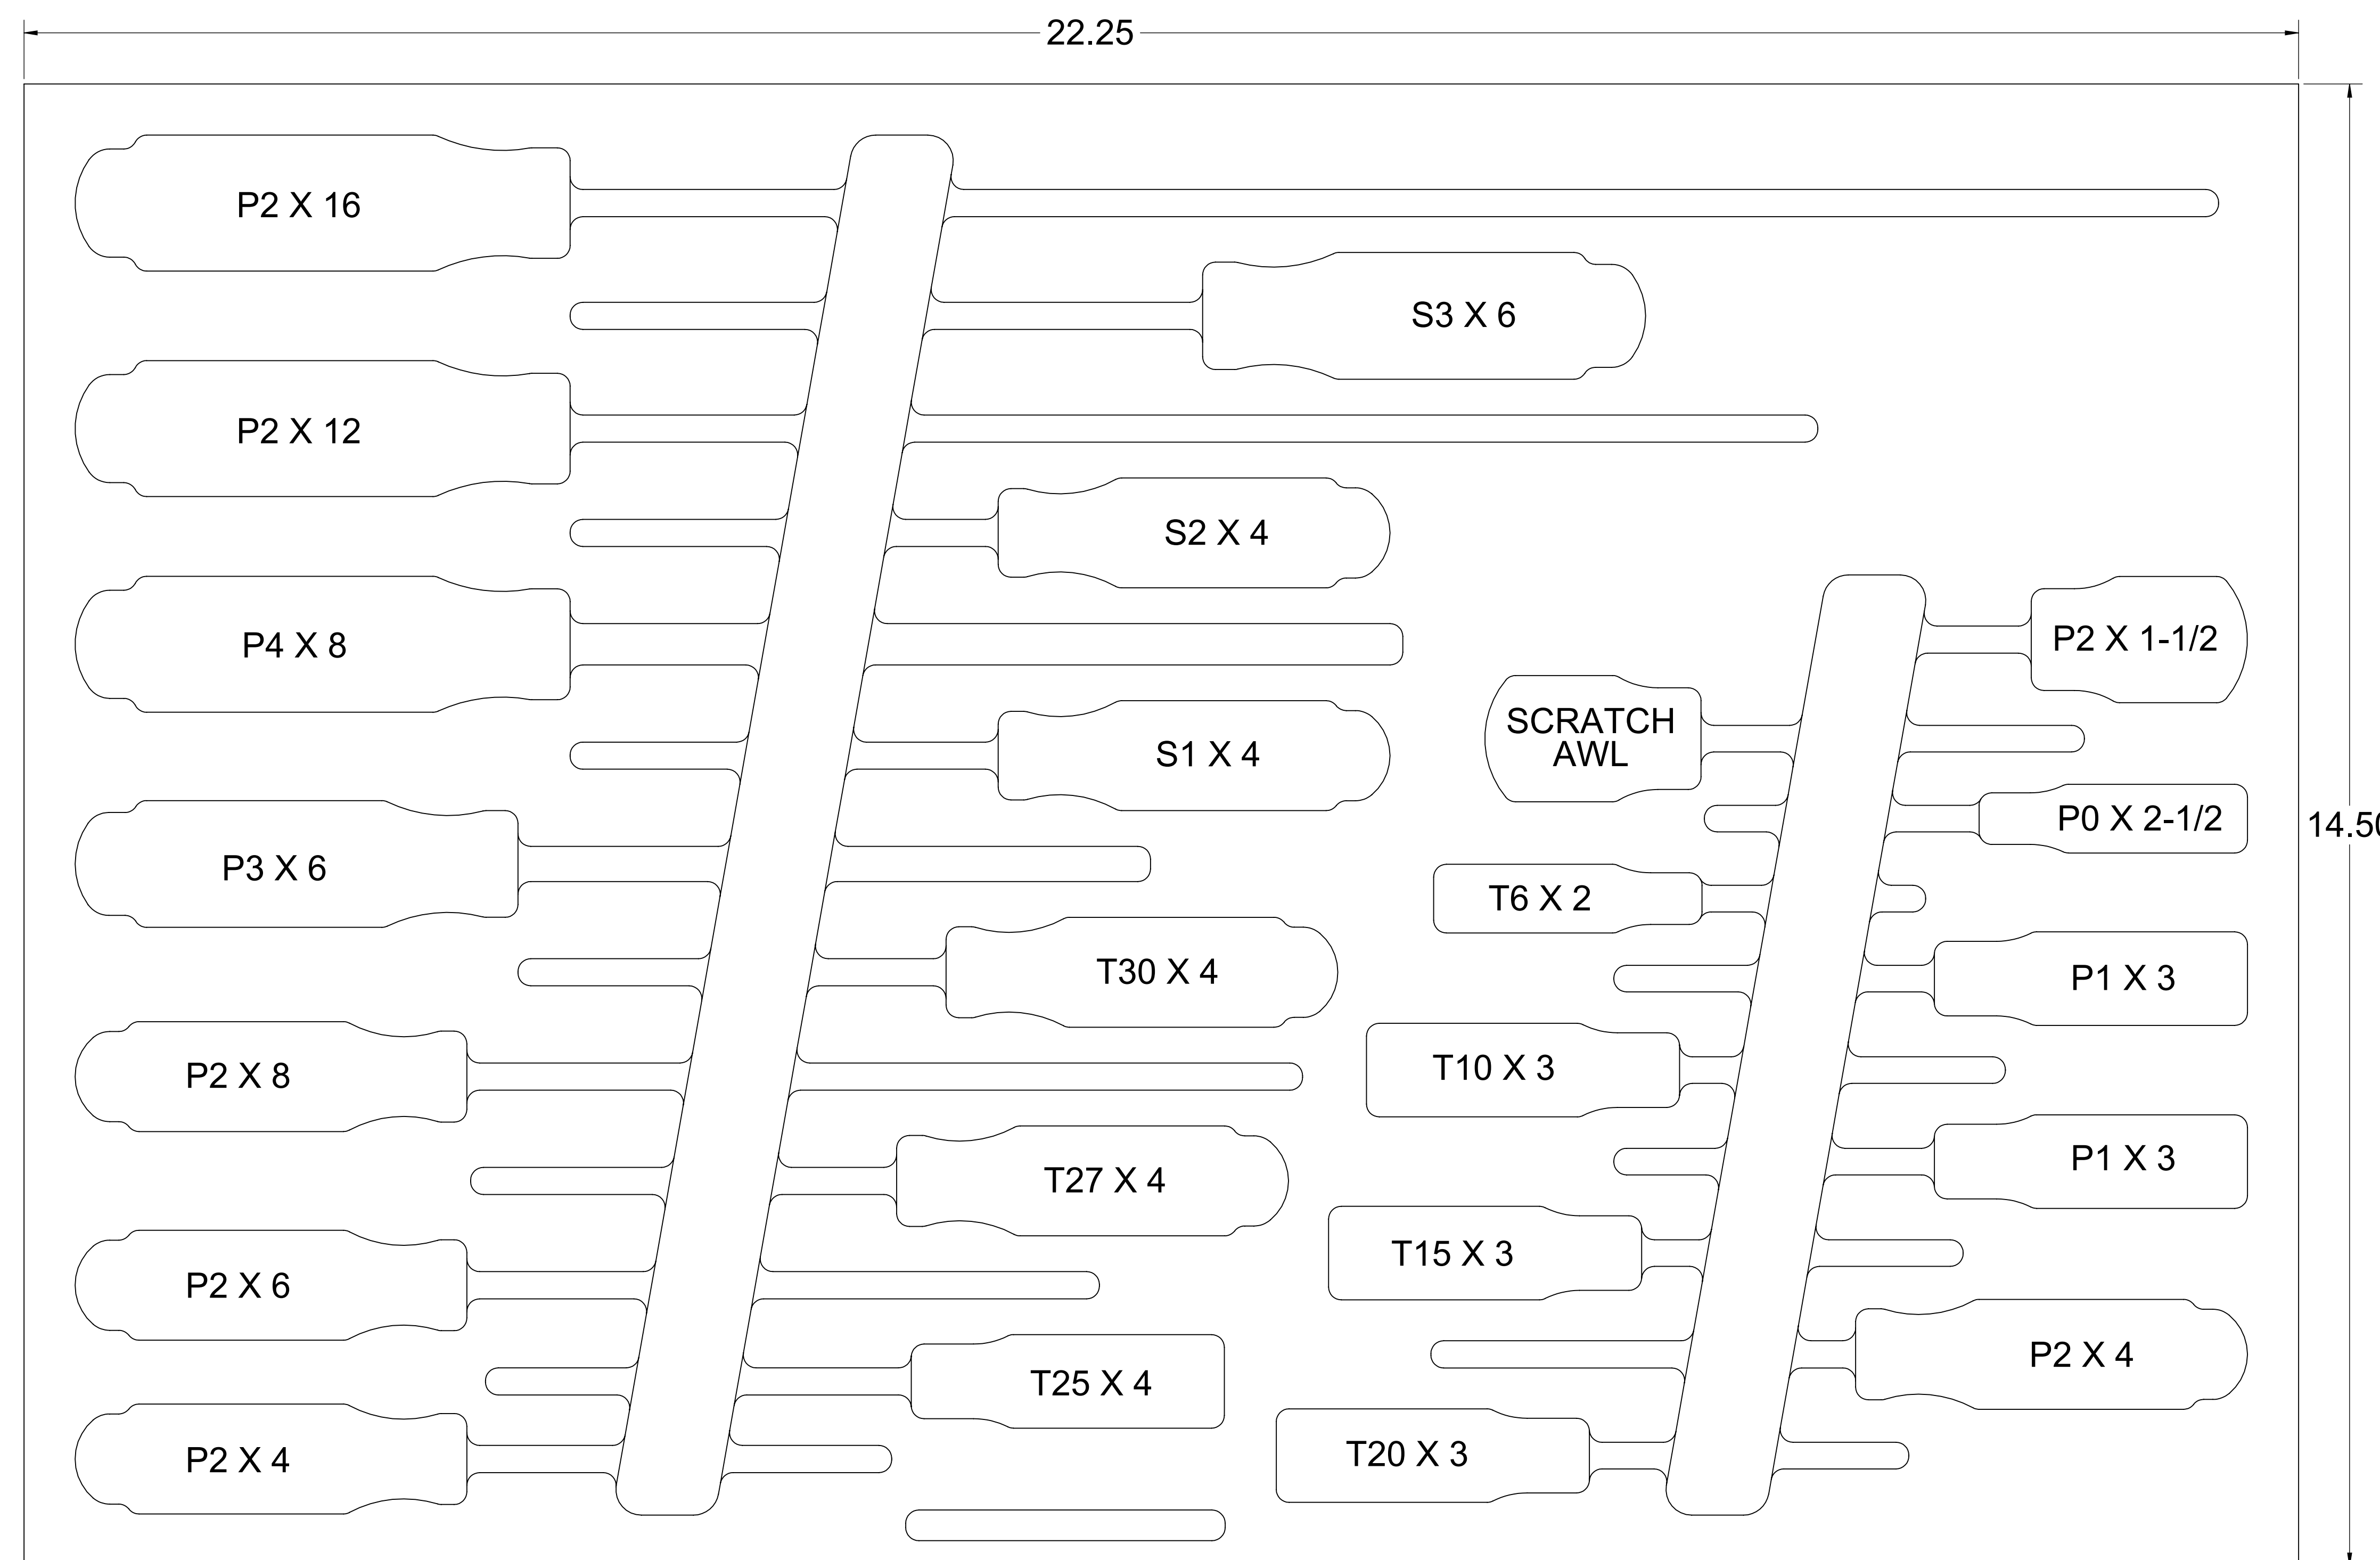 22.25
P2 X 16
S3 X 6
P2 X 12
S2 X 4
P4 X 8
P2 X 1-1/2
SCRATCH
AWL
S1 X 4
P0 X 2-1/2
14.50
P3 X 6
T6 X 2
T30 X 4
P1 X 3
T10 X 3
P2 X 8
P1 X 3
T27 X 4
T15 X 3
P2 X 6
P2 X 4
T25 X 4
T20 X 3
P2 X 4